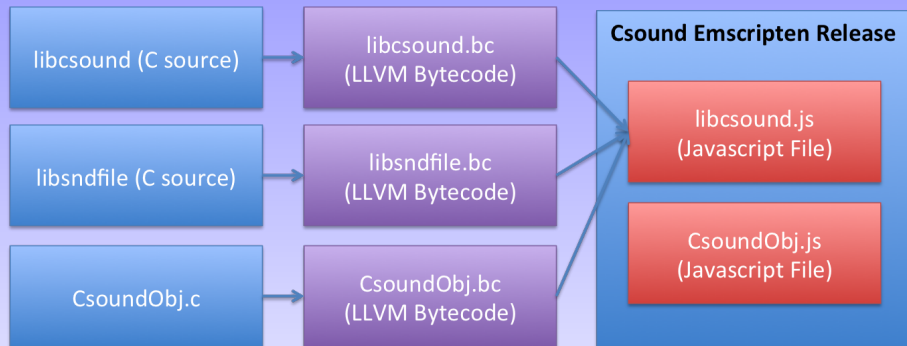 libcsound (C source)
libcsound.bc
(LLVM Bytecode)
Csound Emscripten Release
libcsound.js
(Javascript File)
libsndfile (C source)
libsndfile.bc
(LLVM Bytecode)
CsoundObj.js
(Javascript File)
CsoundObj.c
CsoundObj.bc
(LLVM Bytecode)